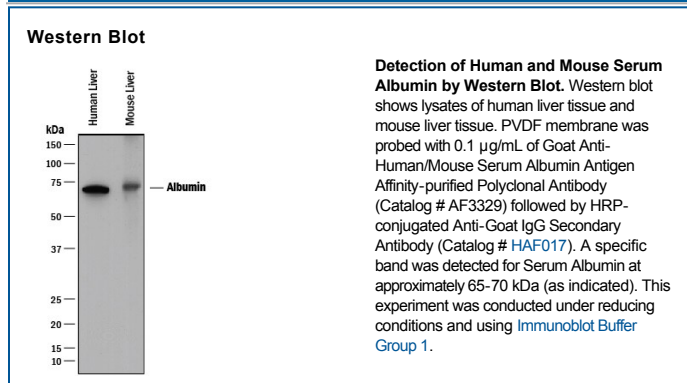 Western Blot
Human Liver
Mouse Liver
kDa
150
100
75
Albumin
50
37
25
20
15
10
Detection of Human and Mouse Serum
Albumin by Western Blot. Western blot
shows lysates of human liver tissue and
mouse liver tissue. PVDF membrane was
probed with 0.1 µg/mL of Goat Anti-
Human/Mouse Serum Albumin Antigen
Affinity-purified Polyclonal Antibody
(Catalog # AF3329) followed by HRP-
conjugated Anti-Goat IgG Secondary
Antibody (Catalog # HAF017). A specific
band was detected for Serum Albumin at
approximately 65-70 kDa (as indicated). This
experiment was conducted under reducing
conditions and using Immunoblot Buffer
Group 1.